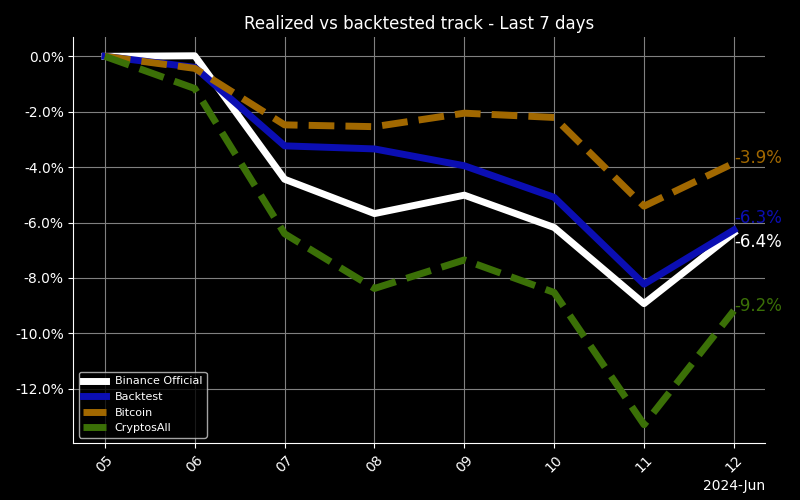 Realized vs backtested track - Last 7 days
0.0%
-2.0%
-4.0%
-6.0%
-8.0%
-10.0%
-12.0%
-3.9%
-6.3%
-6.4%
-9.2%
Binance Official
Backtest
Bitcoin
CryptosAll
05 06 07 08 09 10 11 12
2024-Jun